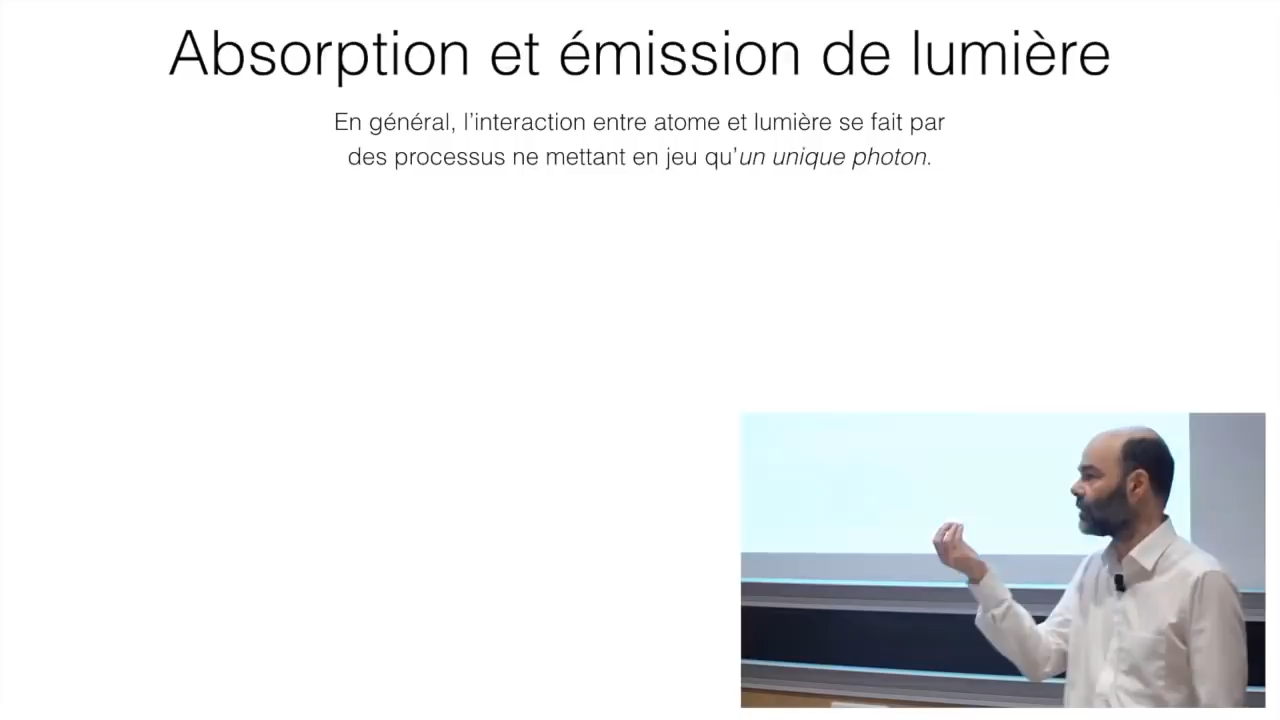 Absorption et émission de lumière
En général, l’interaction entre atome et lumière se fait par
des processus ne mettant en jeu qu’un unique photon.